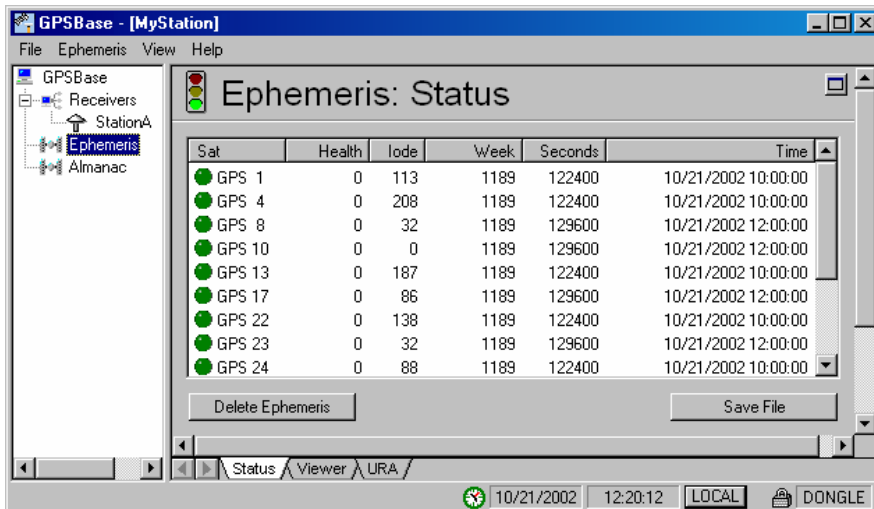 GPSBase - [MyStation]
File Ephemeris View Help
GPSBase
Receivers
StationA
Ephemeris
Almanac
Ephemeris: Status
Sat Health Iode Week Seconds Time
GPS 1 0 113 1189 122400 10/21/2002 10:00:00
GPS 4 0 208 1189 122400 10/21/2002 10:00:00
GPS 8 0 32 1189 129600 10/21/2002 12:00:00
GPS 10 0 0 1189 129600 10/21/2002 12:00:00
GPS 13 0 187 1189 122400 10/21/2002 10:00:00
GPS 17 0 86 1189 129600 10/21/2002 12:00:00
GPS 22 0 138 1189 122400 10/21/2002 10:00:00
GPS 23 0 32 1189 129600 10/21/2002 12:00:00
GPS 24 0 88 1189 122400 10/21/2002 10:00:00
Delete Ephemeris Save File
Status Viewer URA
10/21/2002 12:20:12 LOCAL DONGLE